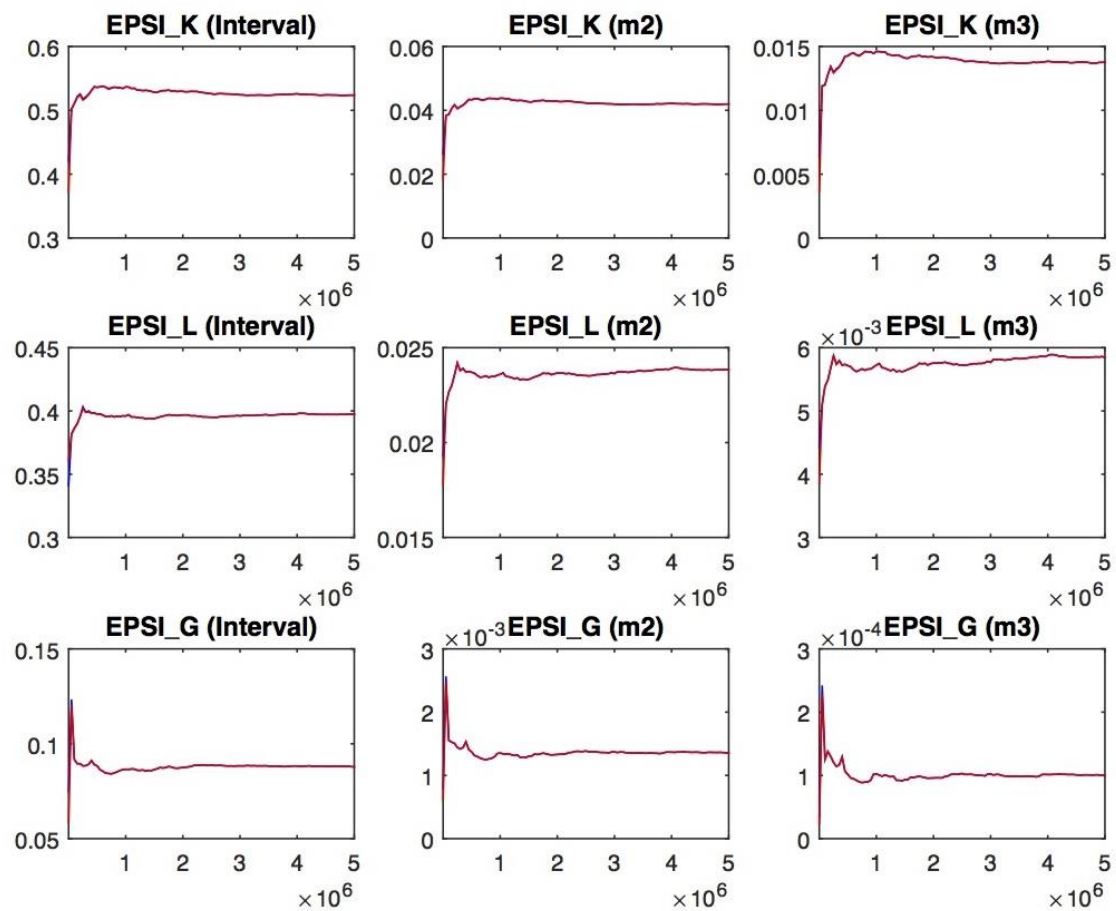 EPSI_K (Interval)
0.6
0.5
0.4
0.3
1 2 3 4 5
×10^6
EPSI_K (m2)
0.06
0.04
0.02
0
1 2 3 4 5
×10^6
EPSI_K (m3)
0.015
0.01
0.005
0
1 2 3 4 5
×10^6
EPSI_L (Interval)
0.45
0.4
0.35
0.3
1 2 3 4 5
×10^6
EPSI_L (m2)
0.025
0.02
0.015
1 2 3 4 5
×10^6
×10^-3 EPSI_L (m3)
6
5
4
3
1 2 3 4 5
×10^6
EPSI_G (Interval)
0.15
0.1
0.05
1 2 3 4 5
×10^6
×10^-3 EPSI_G (m2)
3
2
1
0
1 2 3 4 5
×10^6
×10^-4 EPSI_G (m3)
3
2
1
0
1 2 3 4 5
×10^6